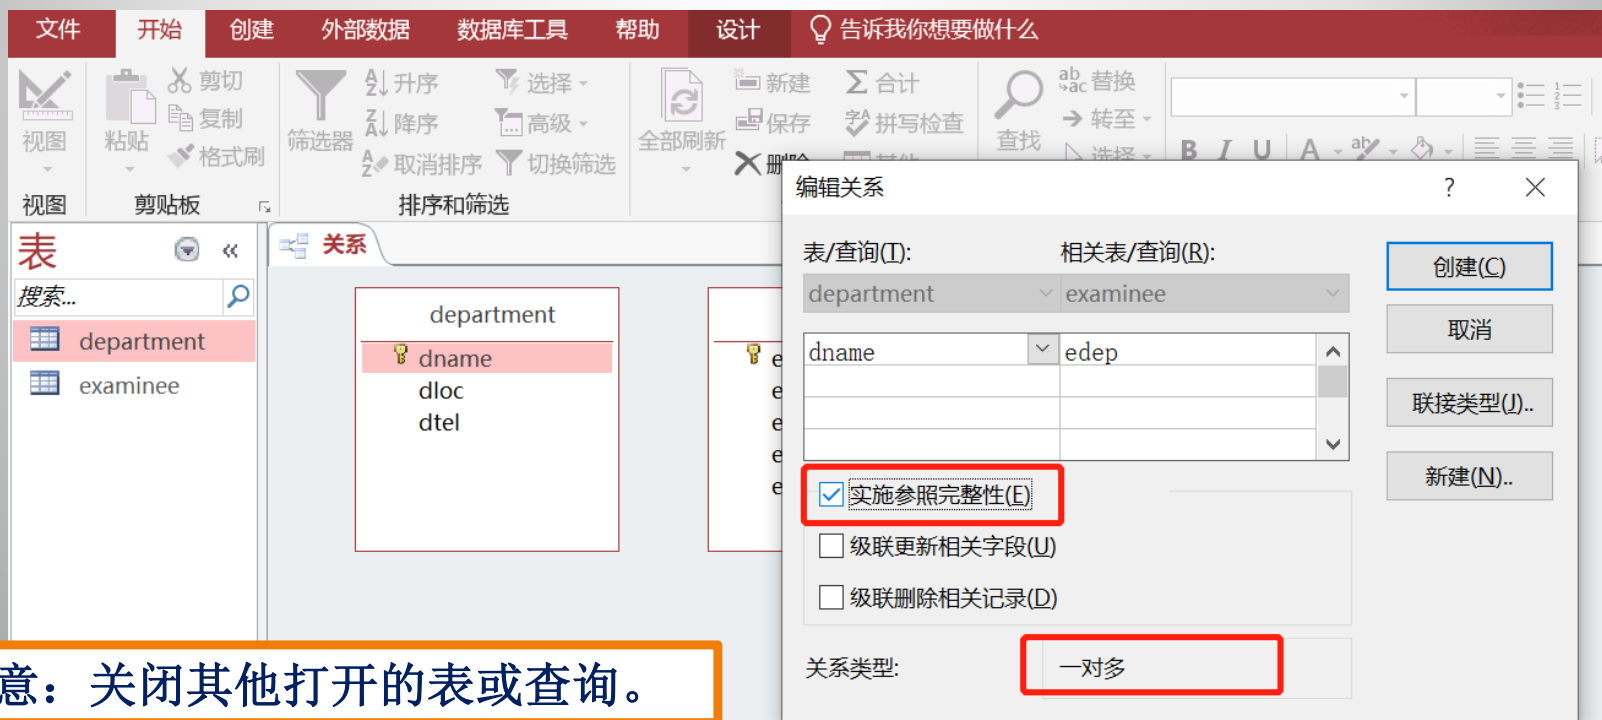 文件 开始 创建 外部数据 数据库工具 帮助 设计 告诉我你想要做什么
视图
视图
粘贴
剪切
复制
格式刷
剪贴板
筛选器
升序
降序
取消排序
选择
高级
切换筛选
排序和筛选
全部刷新
新建
保存
合计
拼写检查
查找
替换
转至
选择
B I U A
表
搜索...
department
examinee
关系
department
dname
dloc
dtel
编辑关系 ?
表/查询(T): 相关表/查询(R):
department examinee
dname edep
实施参照完整性(E)
级联更新相关字段(U)
级联删除相关记录(D)
关系类型: 一对多
创建(C)
取消
联接类型(J)..
新建(N)..
意：关闭其他打开的表或查询。